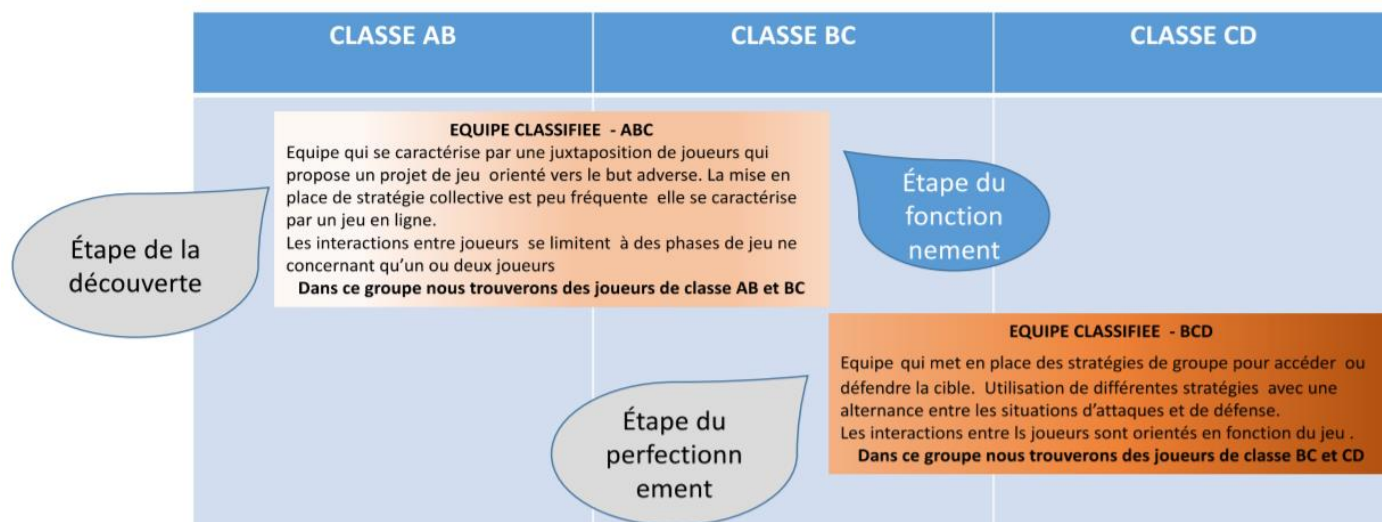 CLASSE AB
CLASSE BC
CLASSE CD
EQUIPE CLASSIFIEE - ABC
Equipe qui se caractérise par une juxtaposition de joueurs qui
propose un projet de jeu orienté vers le but adverse. La mise en
place de stratégie collective est peu fréquente elle se caractérise
par un jeu en ligne.
Les interactions entre joueurs se limitent à des phases de jeu ne
concernant qu'un ou deux joueurs
Dans ce groupe nous trouverons des joueurs de classe AB et BC
Étape de la
découverte
Étape du
fonction
nement
EQUIPE CLASSIFIEE - BCD
Equipe qui met en place des stratégies de groupe pour accéder ou
défendre la cible. Utilisation de différentes stratégies avec une
alternance entre les situations d'attaques et de défense.
Les interactions entre ls joueurs sont orientés en fonction du jeu .
Dans ce groupe nous trouverons des joueurs de classe BC et CD
Étape du
perfectionn
ement